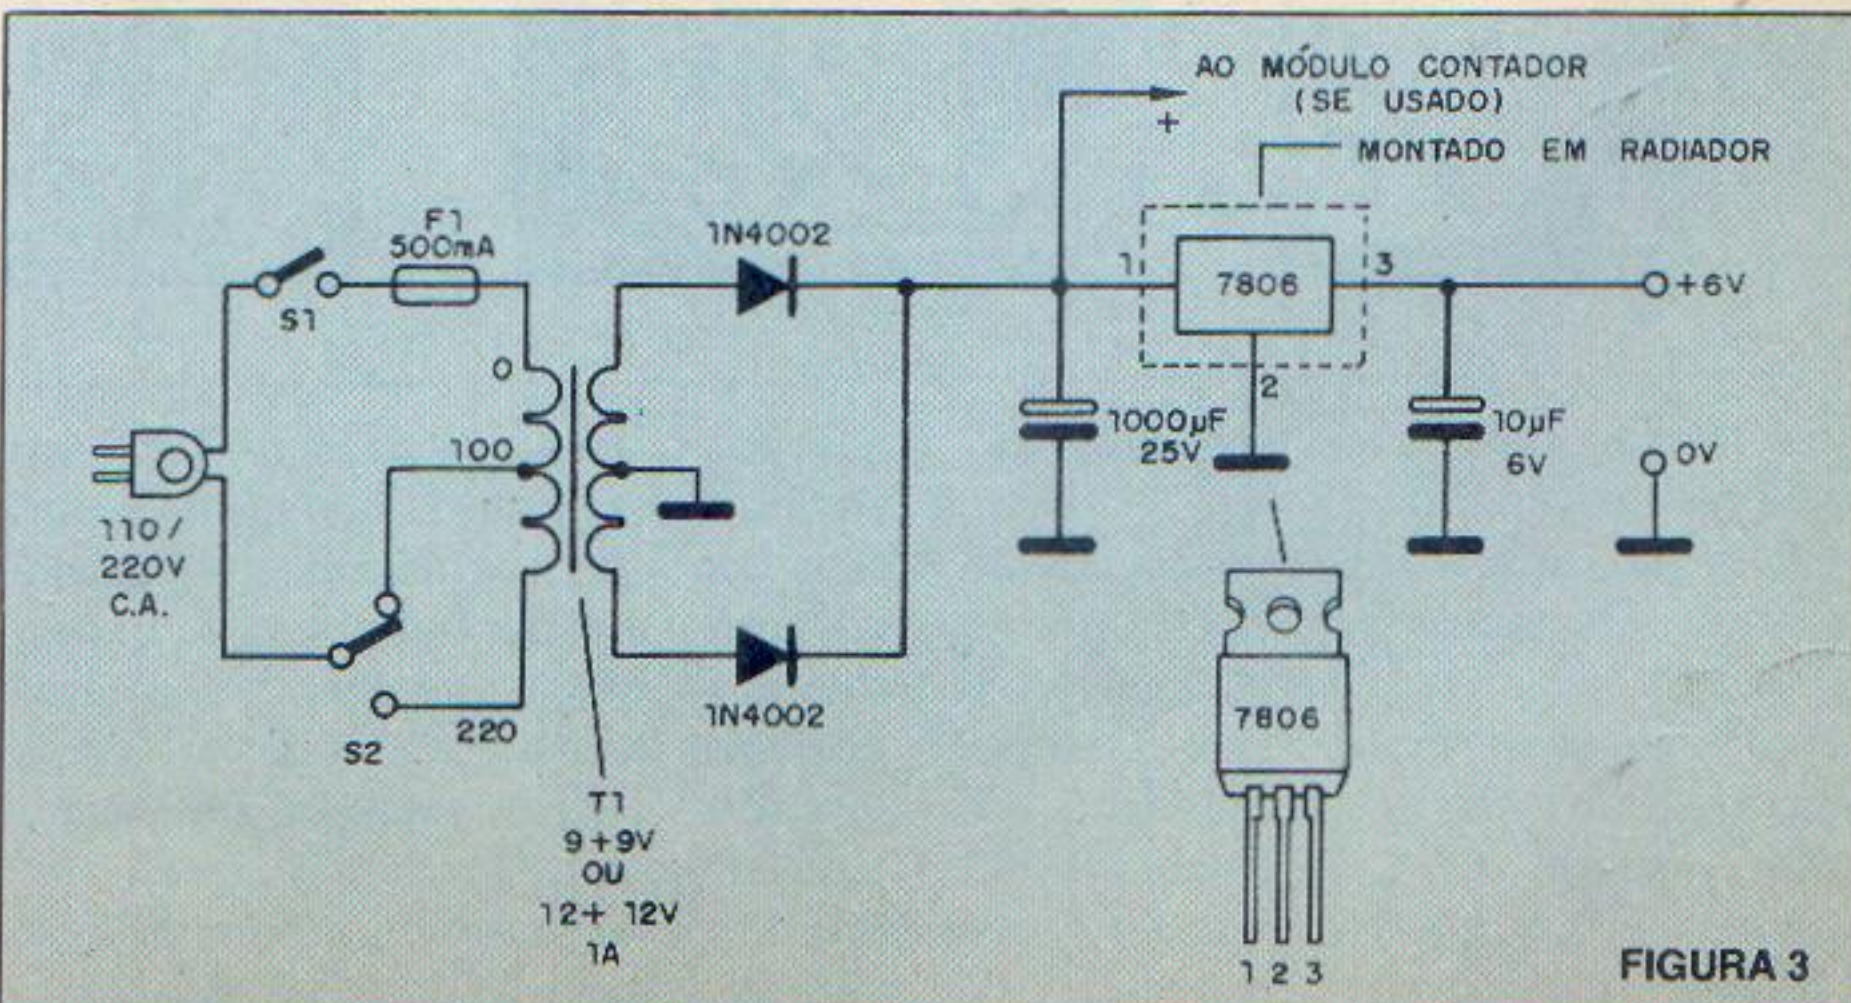 AO MÓDULO CONTADOR
(SE USADO)
+
MONTADO EM RADIADOR
F1
500mA
1N4002
S1
1
7806
3
+6V
0
2
100
1000µF
25V
10µF
6V
0V
110/
220V
C.A.
220
S2
1N4002
7806
T1
9+9V
OU
12+ 12V
1A
1 2 3
FIGURA 3